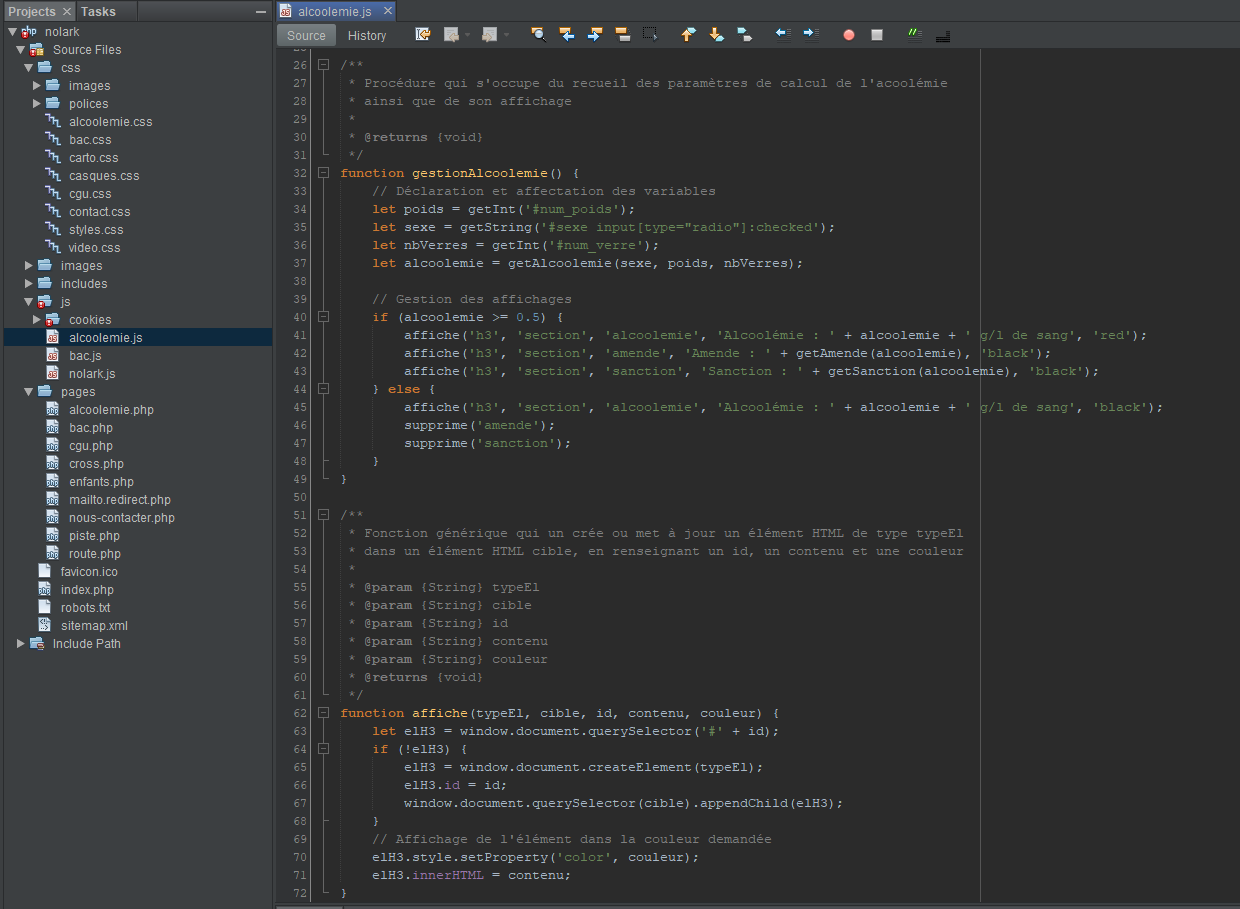 Projects × Tasks
nolark
Source Files
css
images
polices
alcoolemie.css
bac.css
carto.css
casques.css
cgu.css
contact.css
styles.css
video.css
images
includes
js
cookies
alcoolemie.js
bac.js
nolark.js
pages
alcoolemie.php
bac.php
cgu.php
cross.php
enfants.php
mailto.redirect.php
nous-contacter.php
piste.php
route.php
favicon.ico
index.php
robots.txt
sitemap.xml
Include Path
alcoolemie.js ×
Source History
26 /**
27 * Procédure qui s'occupe du recueil des paramètres de calcul de l'acoolémie
28 * ainsi que de son affichage
29 *
30 * @returns {void}
31 */
32 function gestionAlcoolemie() {
33 // Déclaration et affectation des variables
34 let poids = getInt('#num_poids');
35 let sexe = getString('#sexe input[type="radio"]:checked');
36 let nbVerres = getInt('#num_verre');
37 let alcoolemie = getAlcoolemie(sexe, poids, nbVerres);
38
39 // Gestion des affichages
40 if (alcoolemie >= 0.5) {
41 affiche('h3', 'section', 'alcoolemie', 'Alcoolémie : ' + alcoolemie + ' g/l de sang', 'red');
42 affiche('h3', 'section', 'amende', 'Amende : ' + getAmende(alcoolemie), 'black');
43 affiche('h3', 'section', 'sanction', 'Sanction : ' + getSanction(alcoolemie), 'black');
44 } else {
45 affiche('h3', 'section', 'alcoolemie', 'Alcoolémie : ' + alcoolemie + ' g/l de sang', 'black');
46 supprime('amende');
47 supprime('sanction');
48 }
49 }
50
51 /**
52 * Fonction générique qui un crée ou met à jour un élément HTML de type typeEl
53 * dans un élément HTML cible, en renseignant un id, un contenu et une couleur
54 *
55 * @param {String} typeEl
56 * @param {String} cible
57 * @param {String} id
58 * @param {String} contenu
59 * @param {String} couleur
60 * @returns {void}
61 */
62 function affiche(typeEl, cible, id, contenu, couleur) {
63 let elH3 = window.document.querySelector('#' + id);
64 if (!elH3) {
65 elH3 = window.document.createElement(typeEl);
66 elH3.id = id;
67 window.document.querySelector(cible).appendChild(elH3);
68 }
69 // Affichage de l'élément dans la couleur demandée
70 elH3.style.setProperty('color', couleur);
71 elH3.innerHTML = contenu;
72 }